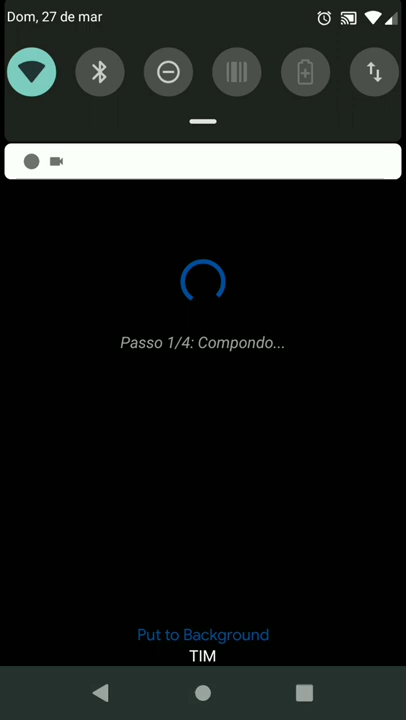 Dom, 27 de mar
Passo 1/4: Compondo...
Put to Background
TIM